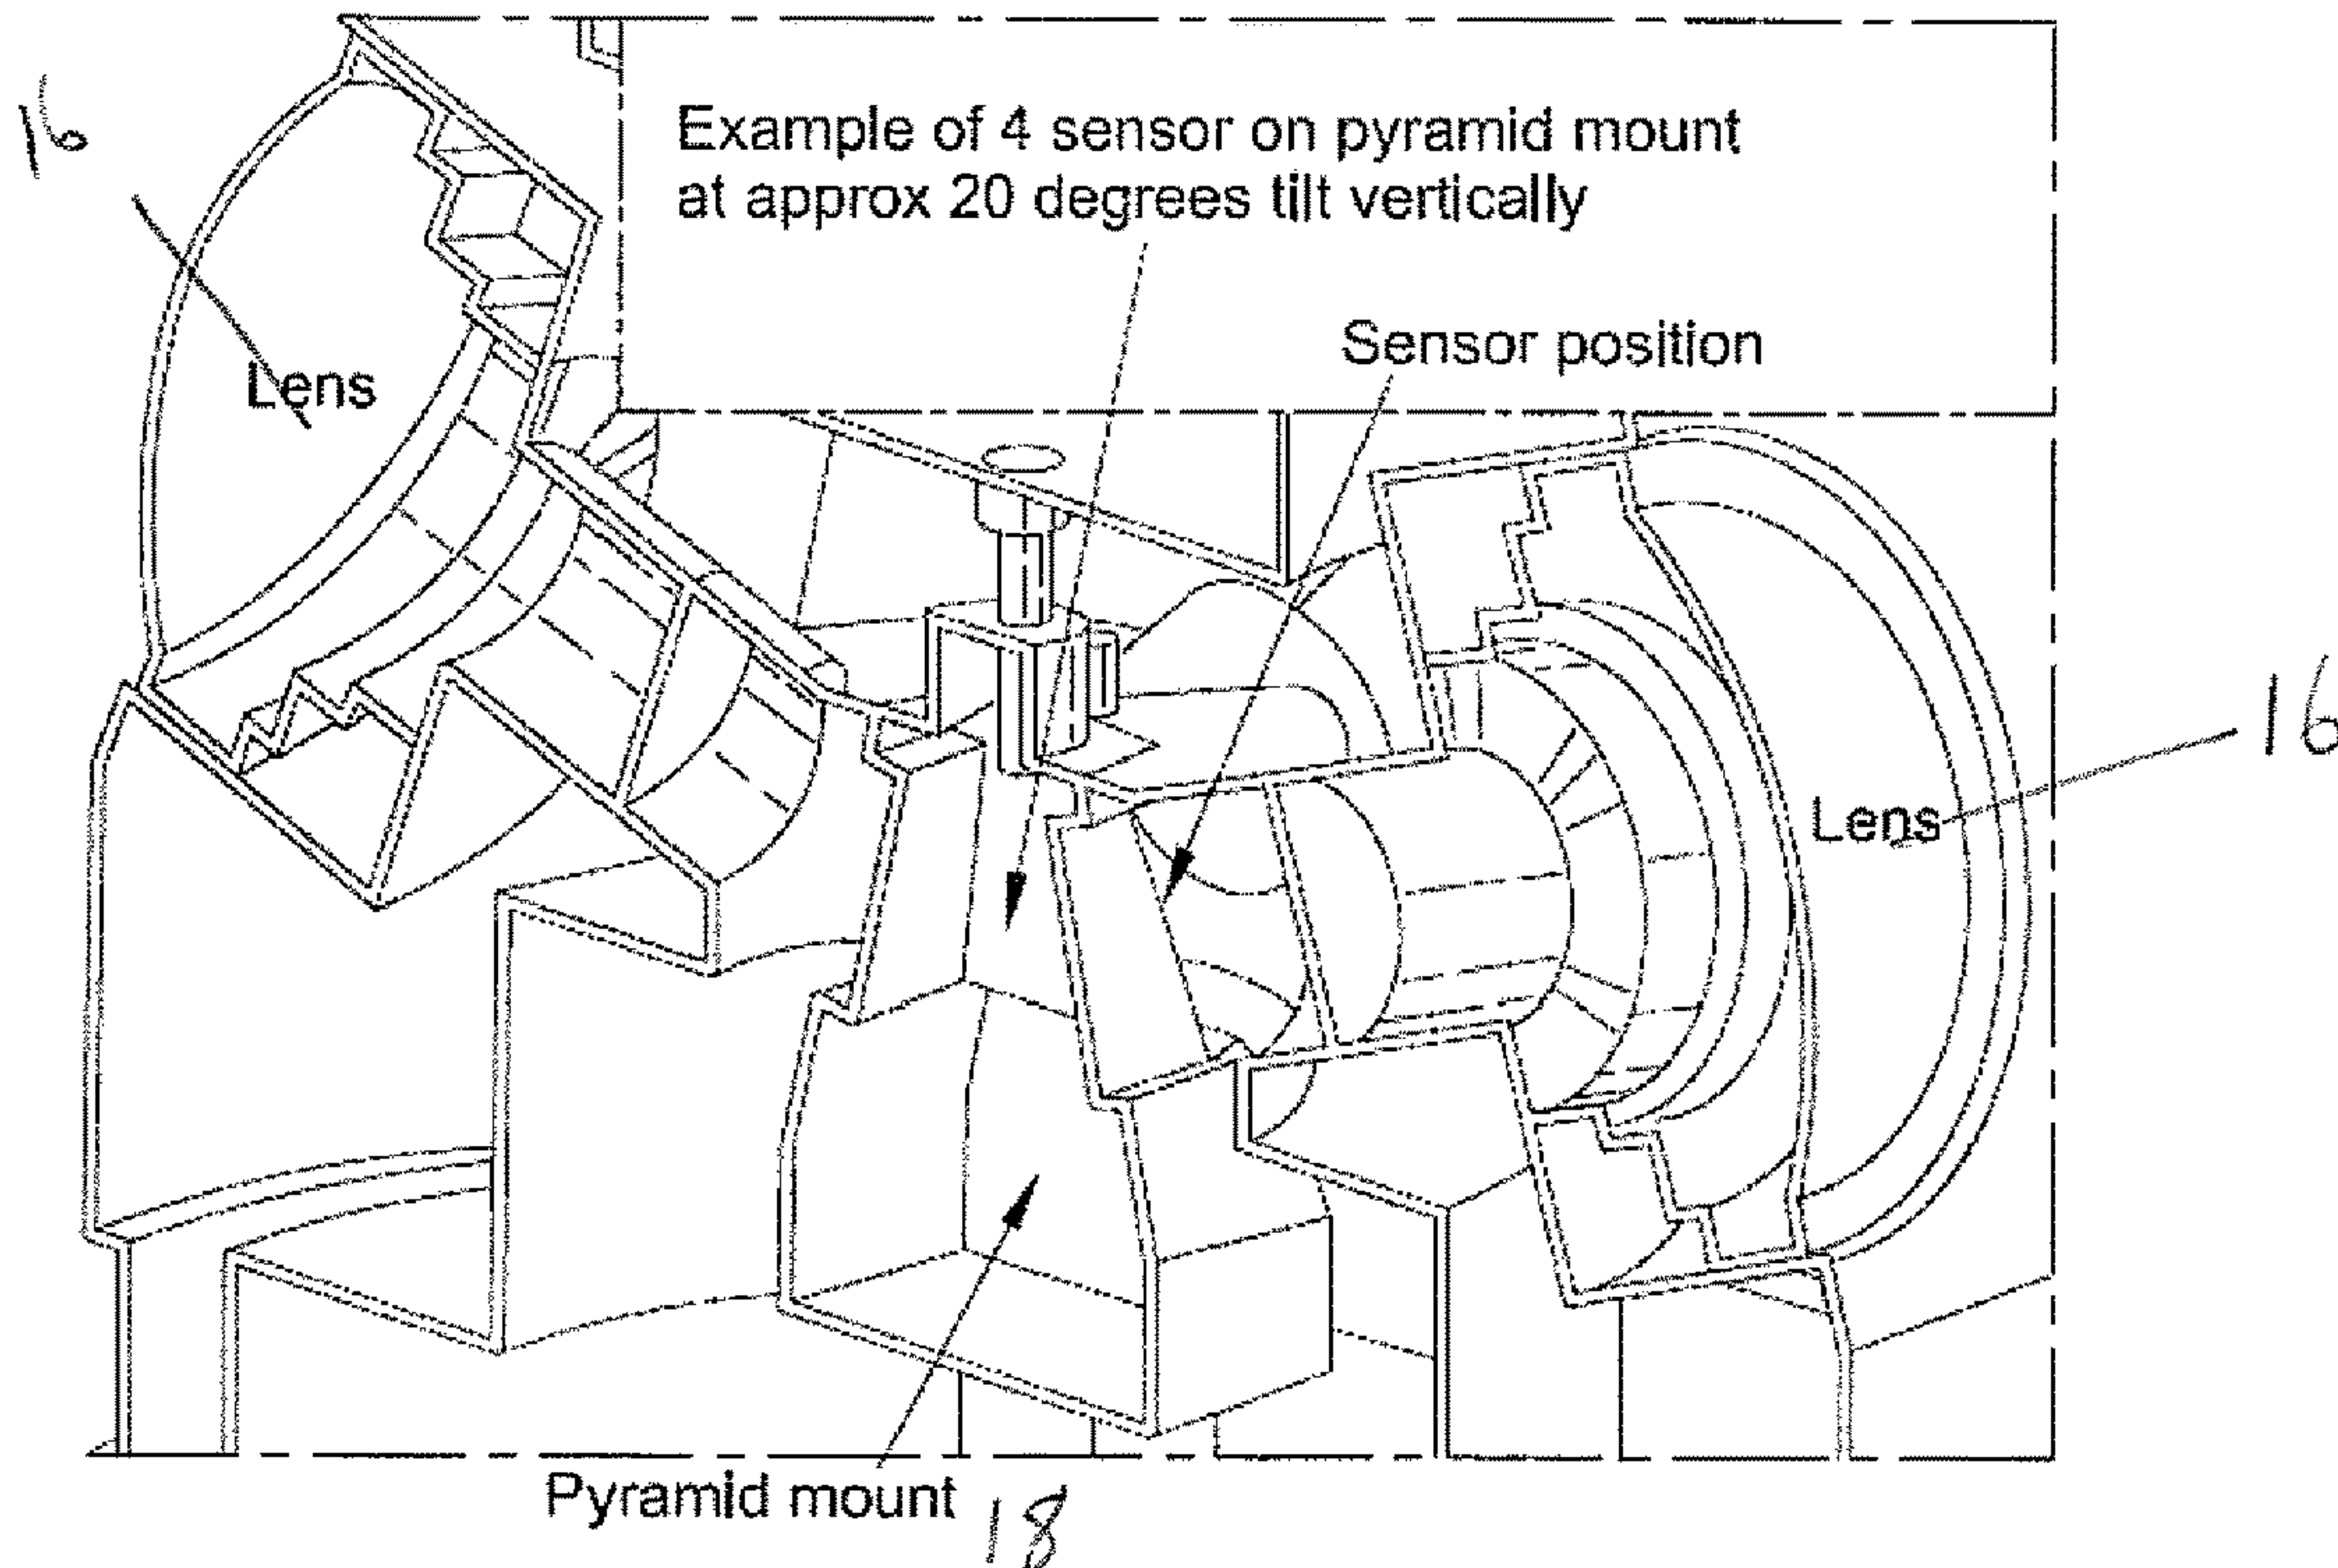 16
Example of 4 sensor on pyramid mount
at approx 20 degrees tilt vertically
Sensor position
Lens
16
Lens
Pyramid mount 18